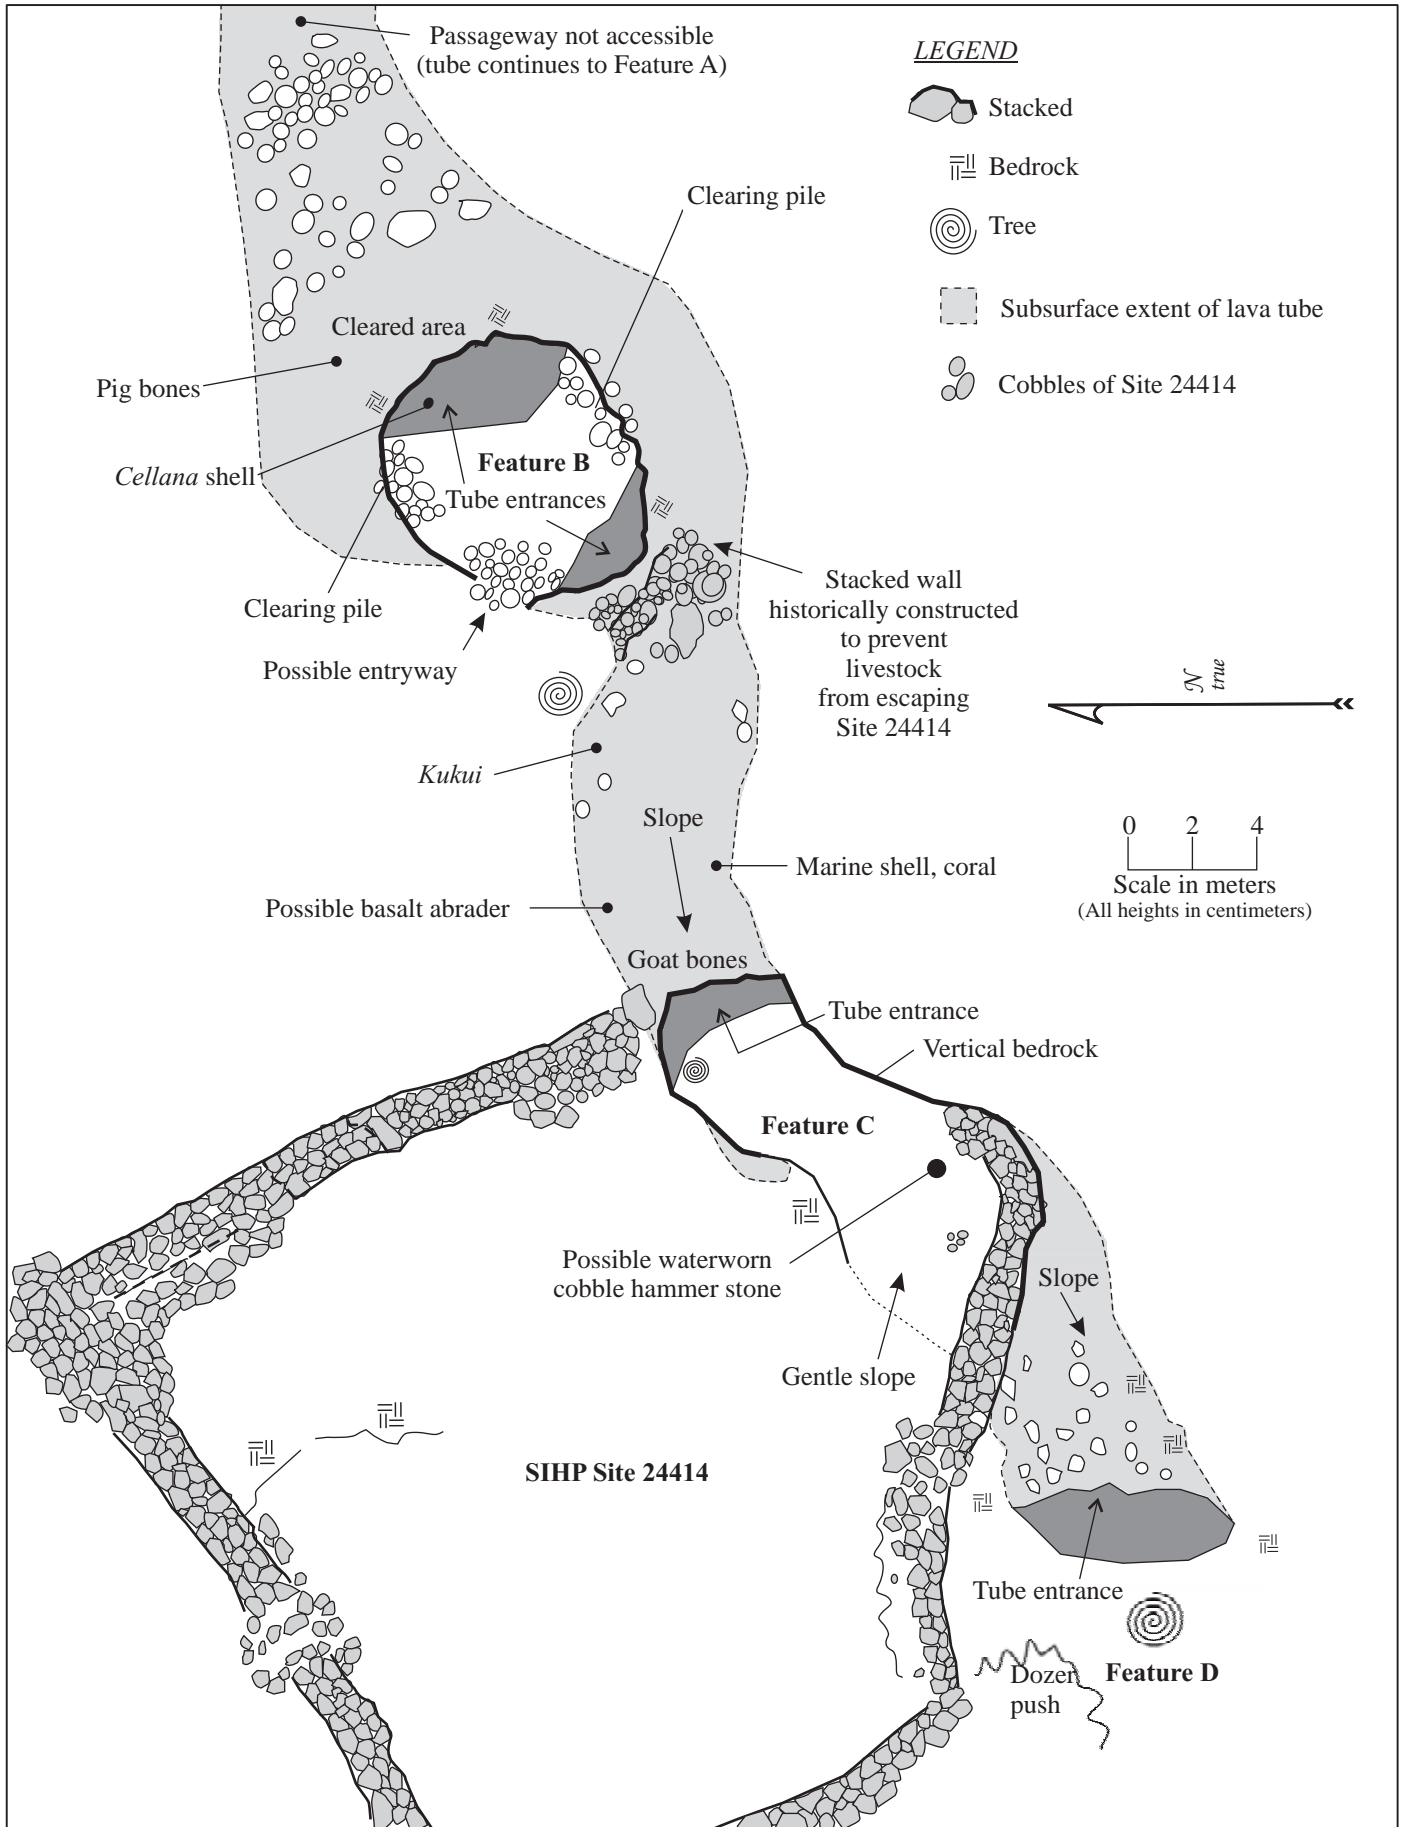 Passageway not accessible
(tube continues to Feature A)
LEGEND
Stacked
Bedrock
Tree
Subsurface extent of lava tube
Cobbles of Site 24414
Clearing pile
Cleared area
Pig bones
Cellana shell
Feature B
Tube entrances
Clearing pile
Possible entryway
Stacked wall
historically constructed
to prevent
livestock
from escaping
Site 24414
N
true
Kukui
Slope
0 2 4
Scale in meters
(All heights in centimeters)
Marine shell, coral
Possible basalt abrader
Goat bones
Tube entrance
Vertical bedrock
Feature C
Possible waterworn
cobble hammer stone
Slope
Gentle slope
SIHP Site 24414
Tube entrance
Feature D
Dozer
push